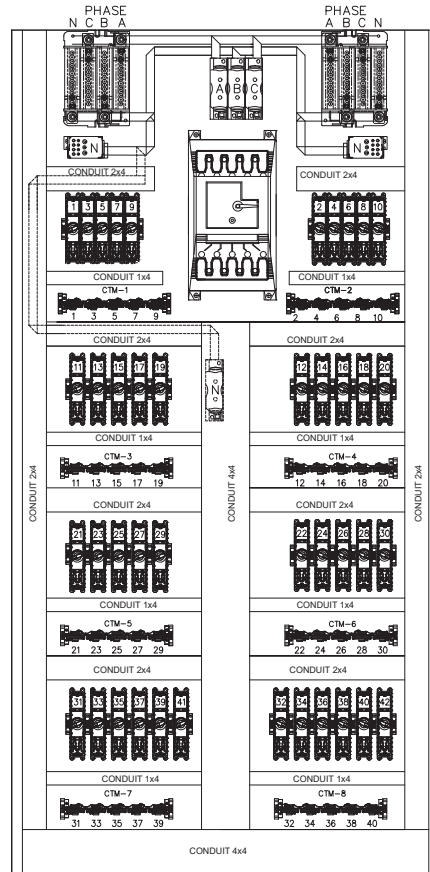 PHASE PHASE
N C B A A B C N
A B C
N N
CONDUIT 2x4 CONDUIT 2x4
1 3 5 7 9 2 4 6 8 10
CONDUIT 1x4 CONDUIT 1x4
CTM-1 CTM-2
1 3 5 7 9 2 4 6 8 10
CONDUIT 2x4 CONDUIT 2x4
11 13 15 17 19 N 12 14 16 18 20
CONDUIT 1x4 CONDUIT 1x4
CTM-3 CTM-4
11 13 15 17 19 12 14 16 18 20
CONDUIT 2x4 CONDUIT 4x4 CONDUIT 2x4
CONDUIT 2x4 CONDUIT 2x4
21 23 25 27 29 22 24 26 28 30
CONDUIT 1x4 CONDUIT 1x4
CTM-5 CTM-6
21 23 25 27 29 22 24 26 28 30
CONDUIT 2x4 CONDUIT 2x4
31 33 35 37 39 41 32 34 36 38 40 42
CONDUIT 1x4 CONDUIT 1x4
CTM-7 CTM-8
31 33 35 37 39 32 34 36 38 40
CONDUIT 4x4